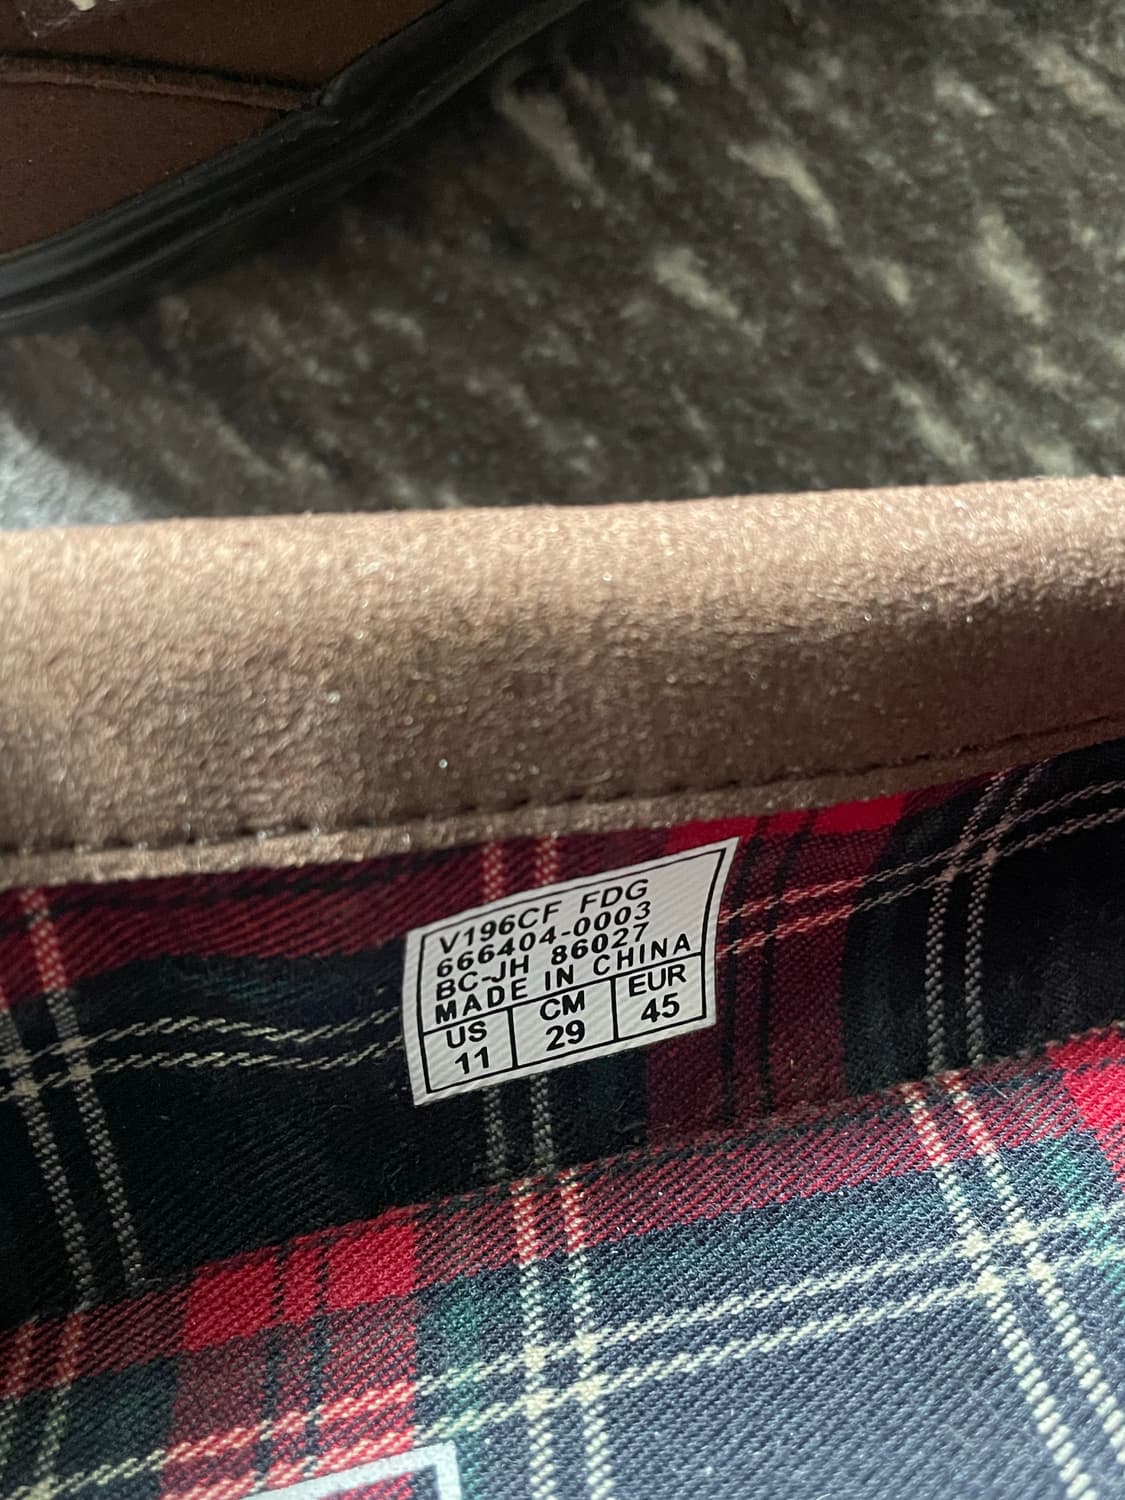 V196CF FDG
666404-0003
BC-JH 86027
MADE IN CHINA
US CM EUR
11 29 45